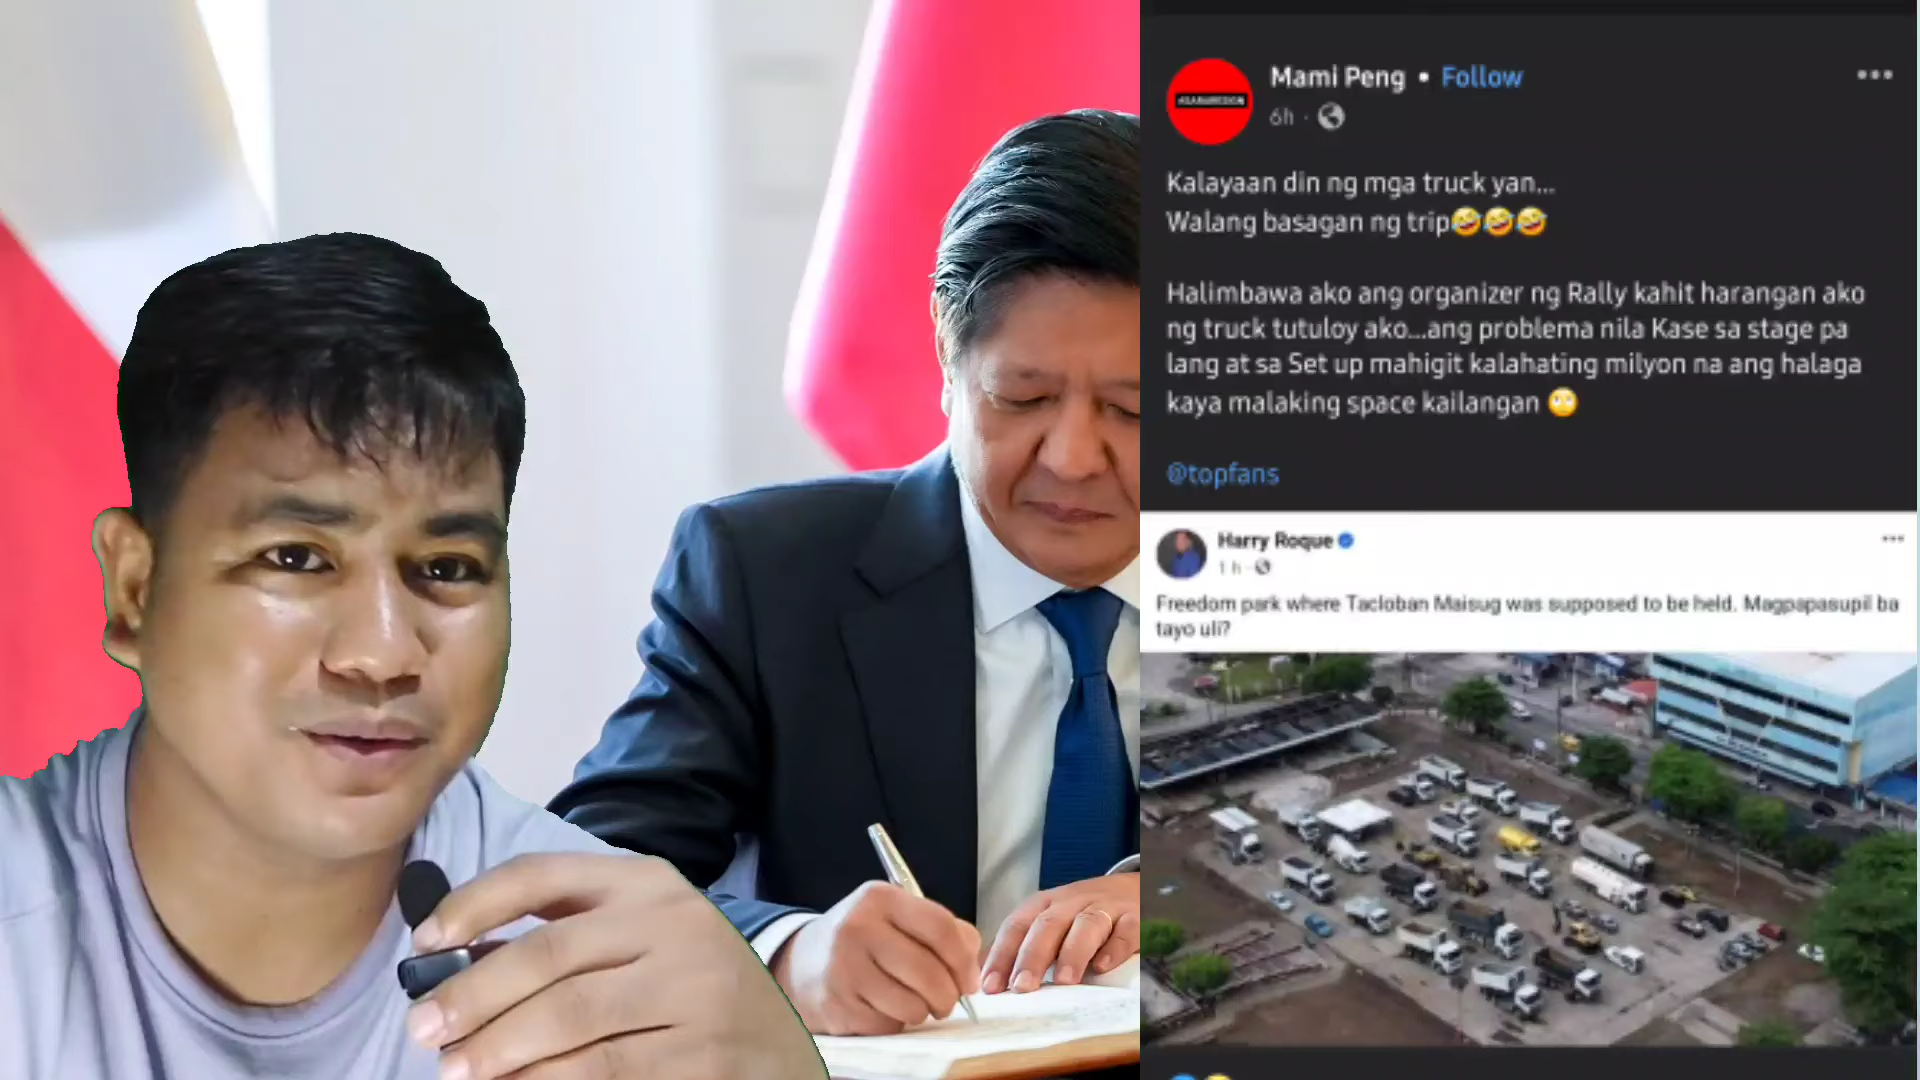 Mami Peng • Follow
6h ·
Kalayaan din ng mga truck yan...
Walang basagan ng trip🤣🤣🤣
Halimbawa ako ang organizer ng Rally kahit harangan ako
ng truck tutuloy ako...ang problema nila Kase sa stage pa
lang at sa Set up mahigit kalahating milyon na ang halaga
kaya malaking space kailangan 🙄
@topfans
Harry Roque
1 h ·
Freedom park where Tacloban Maisug was supposed to be held. Magpapasupil ba
tayo uli?